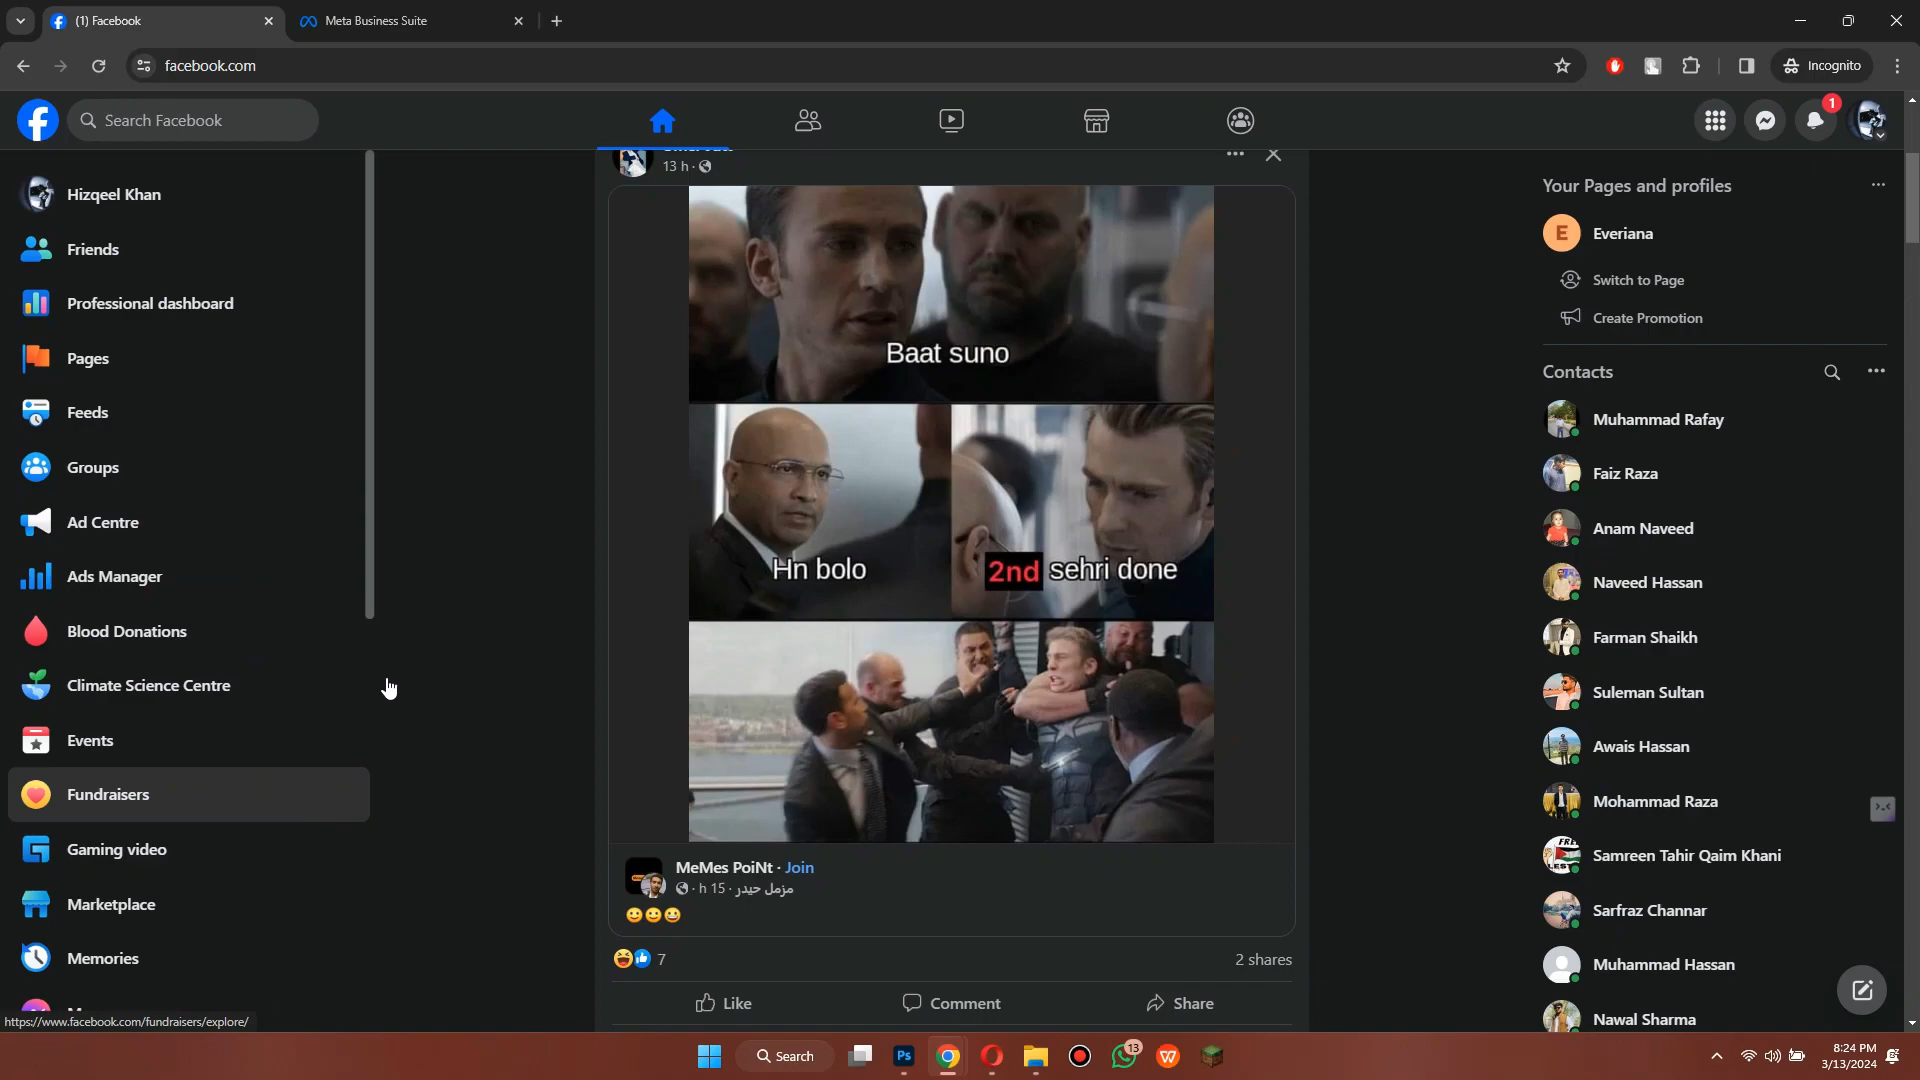 (1) Facebook
Meta Business Suite
facebook.com
Incognito
Search Facebook
1
Hizqeel Khan
Friends
Professional dashboard
Pages
Feeds
Groups
Ad Centre
Ads Manager
Blood Donations
Climate Science Centre
Events
Fundraisers
Gaming video
Marketplace
Memories
https://www.facebook.com/fundraisers/explore/
13 h ·
Baat suno
Hn bolo
2nd sehri done
MeMes PoiNt · Join
مزمل حيدر · 15 h ·
7
2 shares
Like
Comment
Share
Your Pages and profiles
E
Everiana
Switch to Page
Create Promotion
Contacts
Muhammad Rafay
Faiz Raza
Anam Naveed
Naveed Hassan
Farman Shaikh
Suleman Sultan
Awais Hassan
Mohammad Raza
Samreen Tahir Qaim Khani
Sarfraz Channar
Muhammad Hassan
Nawal Sharma
Search
Ps
13
8:24 PM
3/13/2024